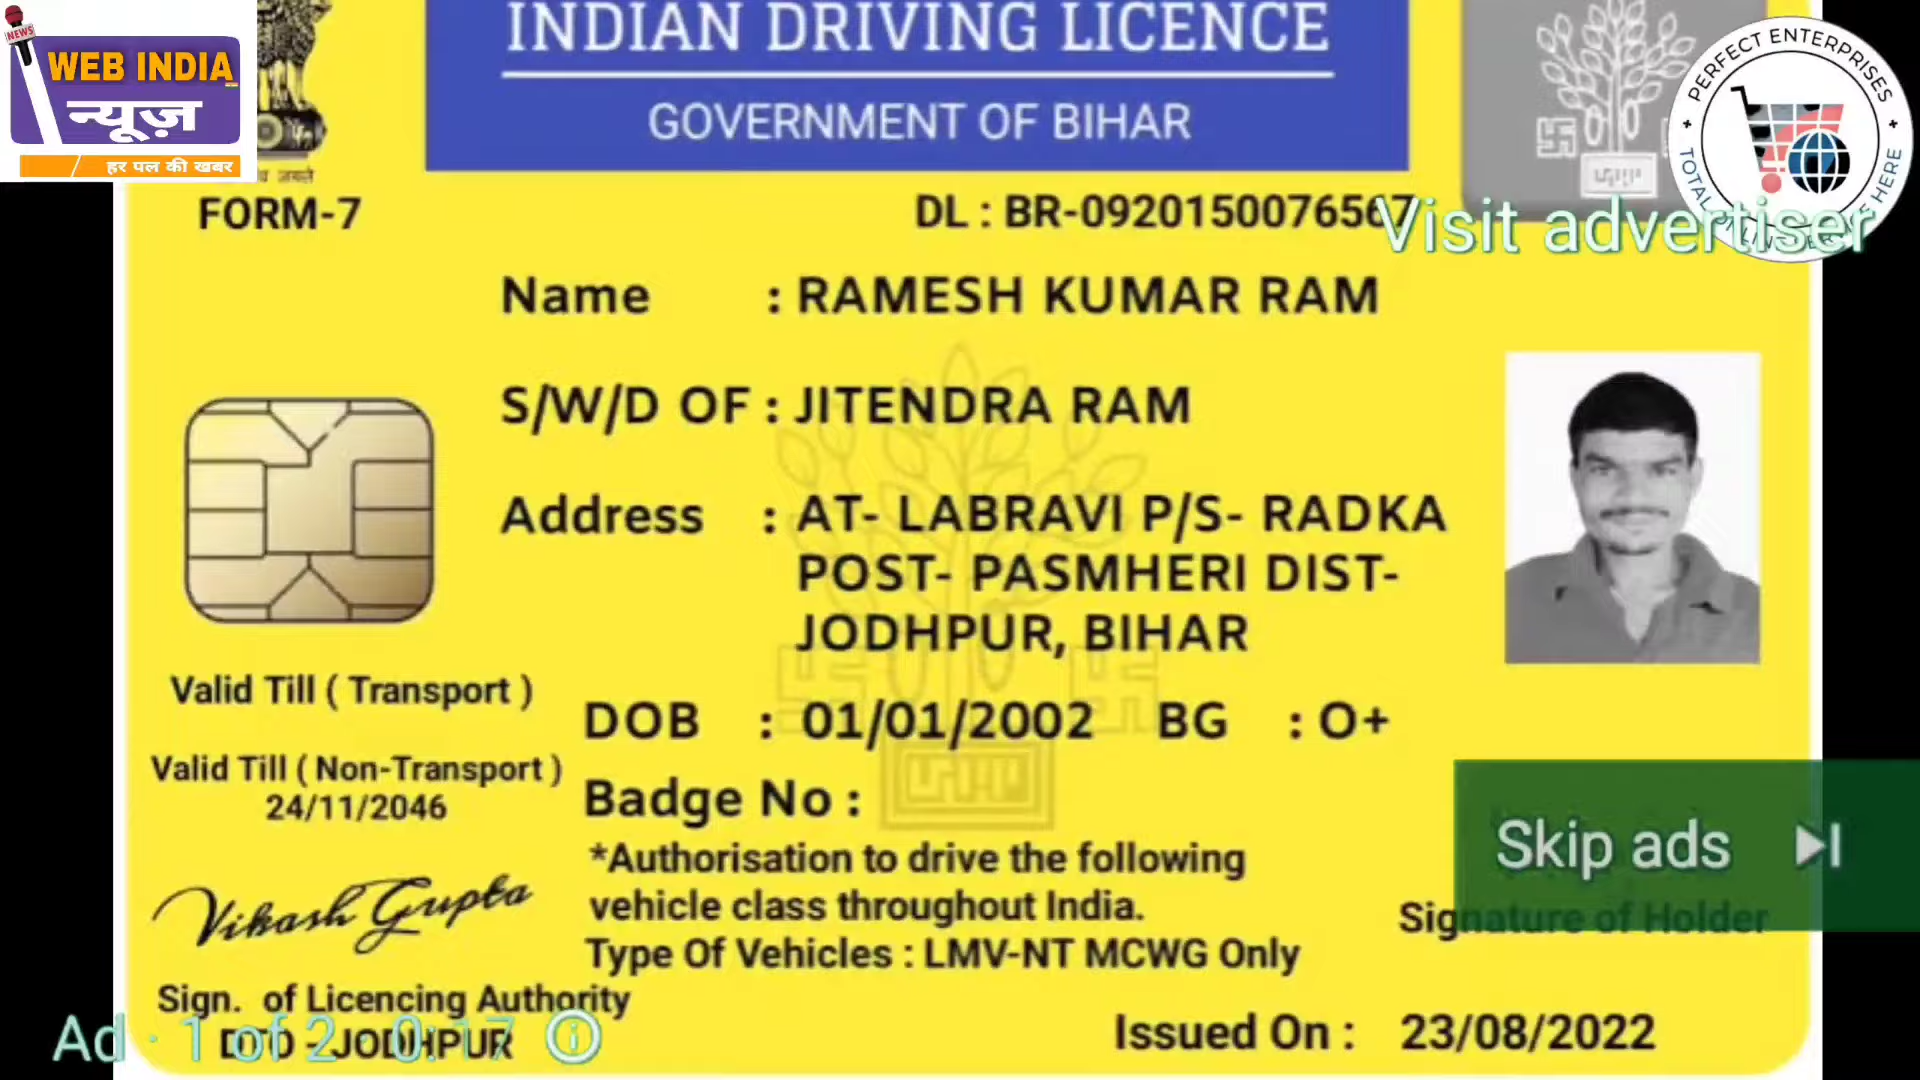 NEWS
WEB INDIA
न्यूज़
हर पल की खबर
INDIAN DRIVING LICENCE
GOVERNMENT OF BIHAR
PERFECT ENTERPRISES
HERE
जयते
FORM-7
DL : BR-0920150076567
Visit advertiser
Name : RAMESH KUMAR RAM
S/W/D OF : JITENDRA RAM
Address : AT- LABRAVI P/S- RADKA
POST- PASMHERI DIST-
JODHPUR, BIHAR
Valid Till ( Transport )
DOB : 01/01/2002 BG : O+
Valid Till ( Non-Transport )
24/11/2046
Badge No :
*Authorisation to drive the following
vehicle class throughout India.
Type Of Vehicles : LMV-NT MCWG Only
Skip ads
Signature of Holder
Vikash Gupta
Sign. of Licencing Authority
DTO - JODHPUR
Ad · 1 of 2 · 0:17
Issued On : 23/08/2022